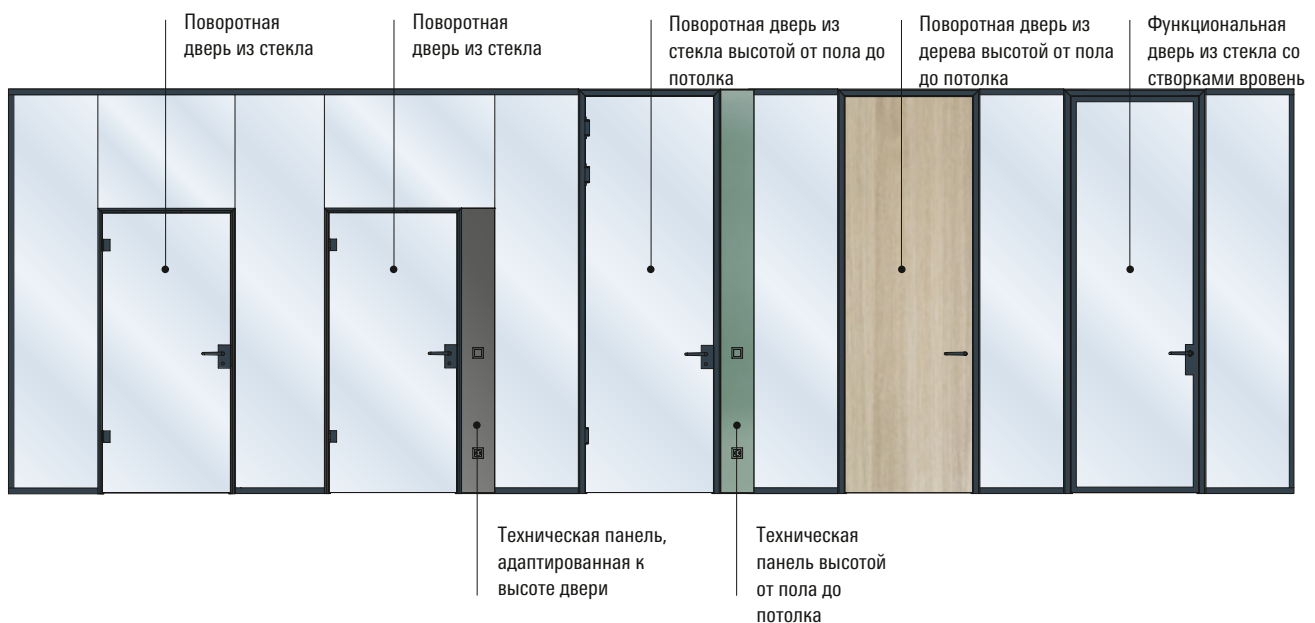 Поворотная
дверь из стекла
Поворотная
дверь из стекла
Поворотная дверь из
стекла высотой от пола до
потолка
Поворотная дверь из
дерева высотой от пола
до потолка
Функциональная
дверь из стекла со
створками вровень
Техническая панель,
адаптированная к
высоте двери
Техническая
панель высотой
от пола до
потолка